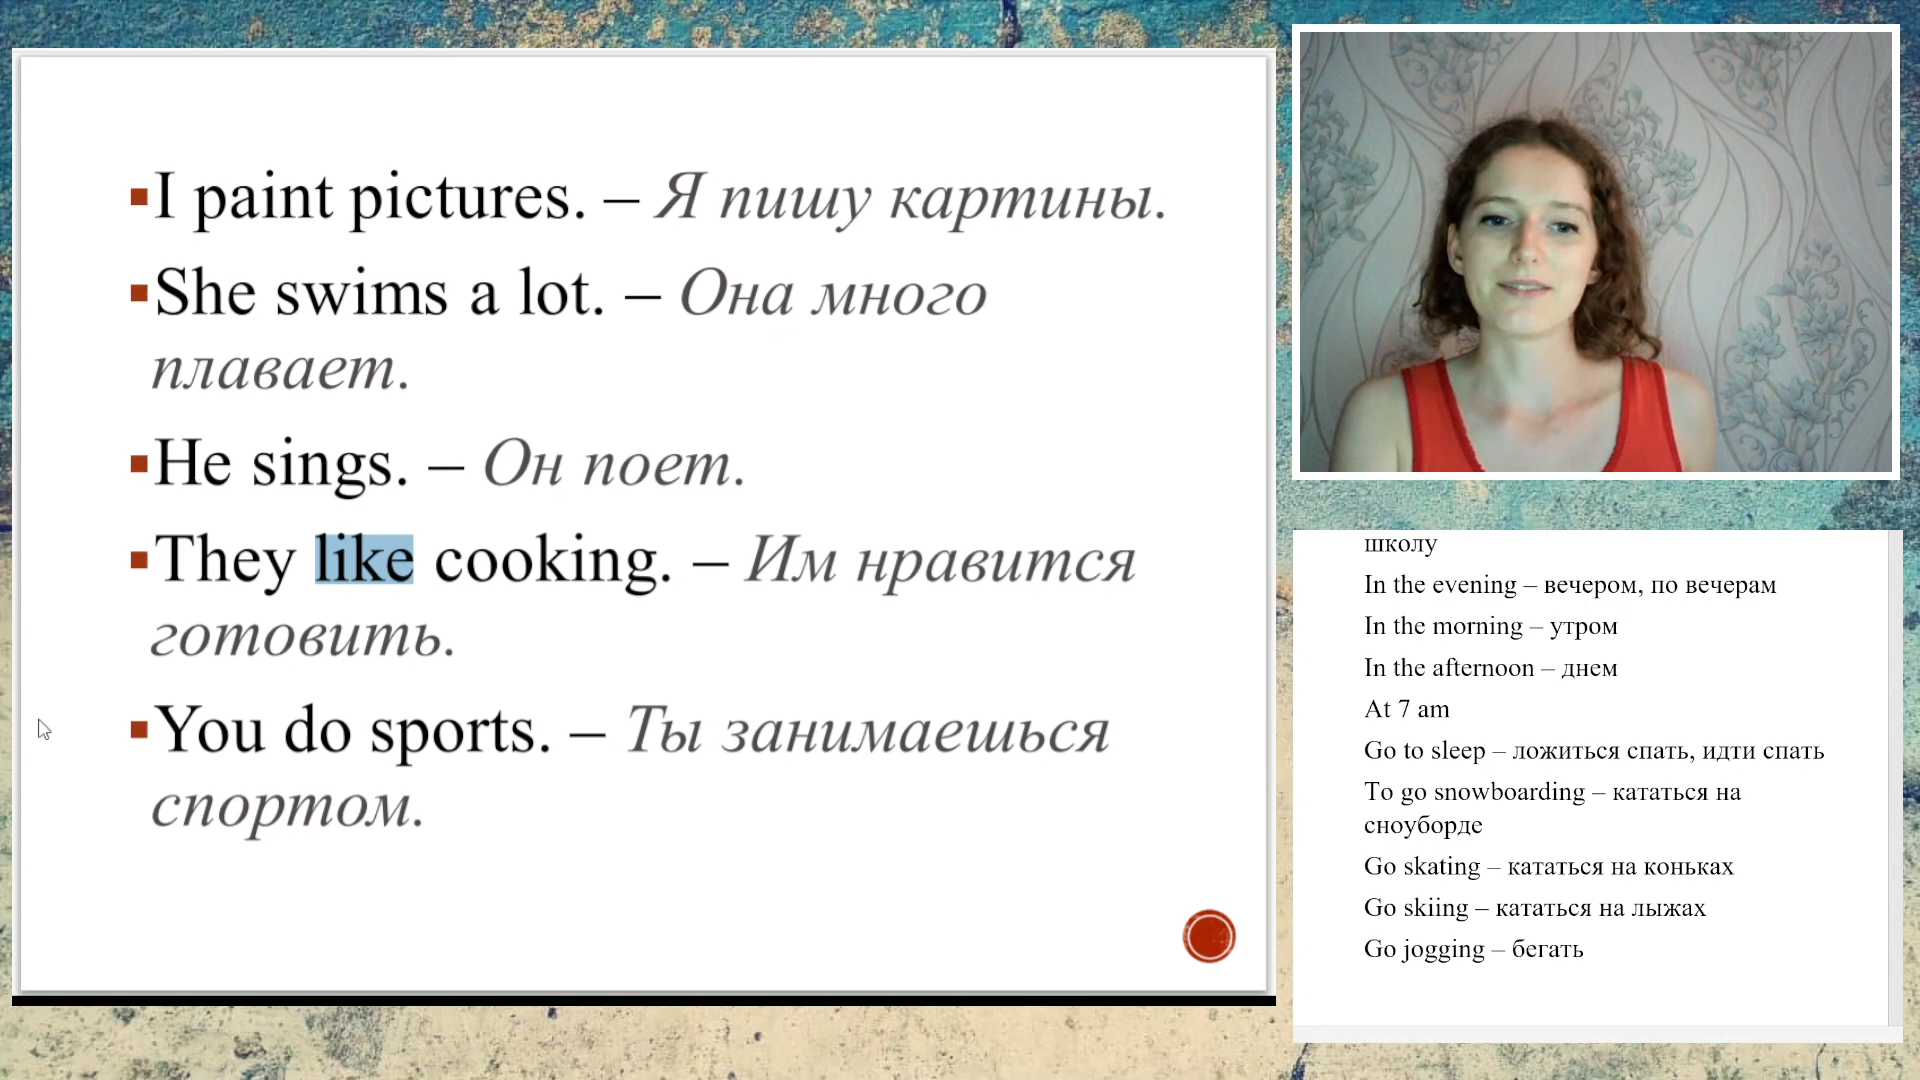 ▪I paint pictures. – Я пишу картины.
▪She swims a lot. – Она много
плавает.
▪He sings. – Он поет.
▪They like cooking. – Им нравится
готовить.
▪You do sports. – Ты занимаешься
спортом.
школу
In the evening – вечером, по вечерам
In the morning – утром
In the afternoon – днем
At 7 am
Go to sleep – ложиться спать, идти спать
To go snowboarding – кататься на
сноуборде
Go skating – кататься на коньках
Go skiing – кататься на лыжах
Go jogging – бегать